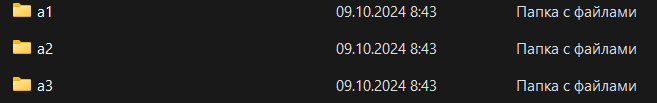 a1 09.10.2024 8:43 Папка с файлами
a2 09.10.2024 8:43 Папка с файлами
a3 09.10.2024 8:43 Папка с файлами